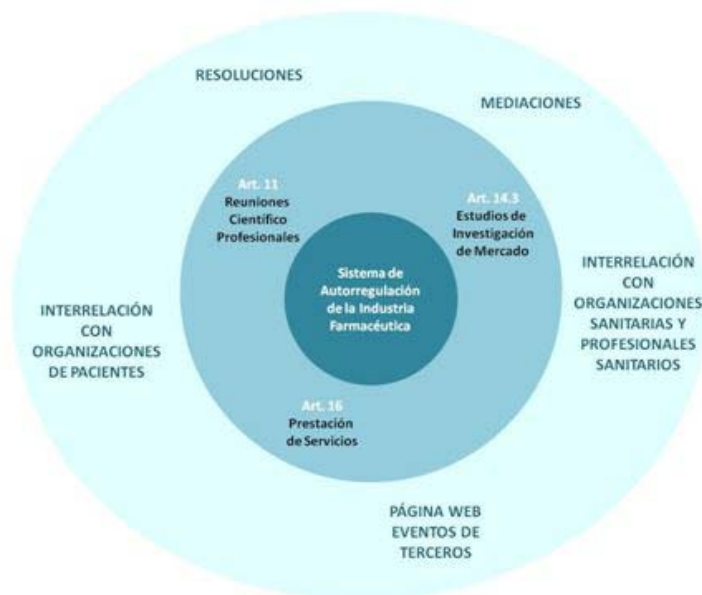 RESOLUCIONES
MEDIACIONES
Art. 11
Reuniones
Científico
Profesionales
Art. 14.3
Estudios de
Investigación
de Mercado
Sistema de
Autorregulación
de la Industria
Farmacéutica
INTERRELACIÓN
CON
ORGANIZACIONES
DE PACIENTES
INTERRELACIÓN
CON
ORGANIZACIONES
SANITARIAS Y
PROFESIONALES
SANITARIOS
Art. 16
Prestación
de Servicios
PÁGINA WEB
EVENTOS DE
TERCEROS